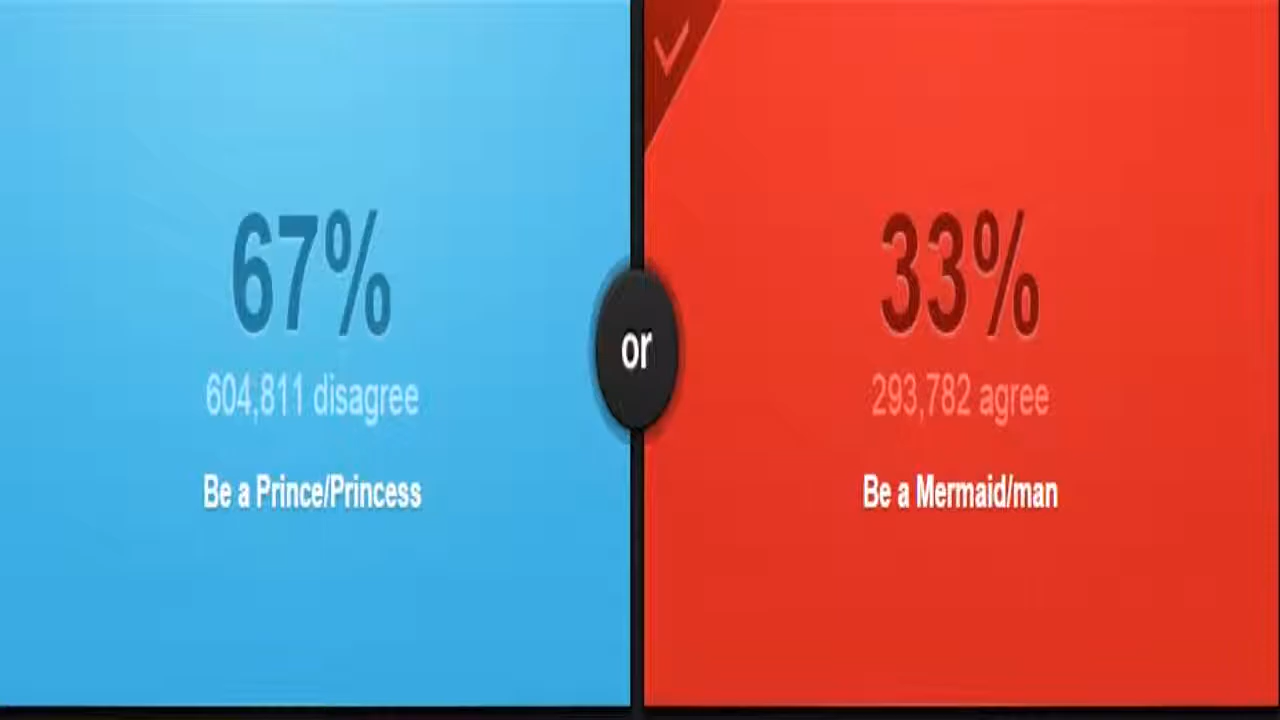 67%
604,811 disagree
Be a Prince/Princess
or
33%
293,782 agree
Be a Mermaid/man